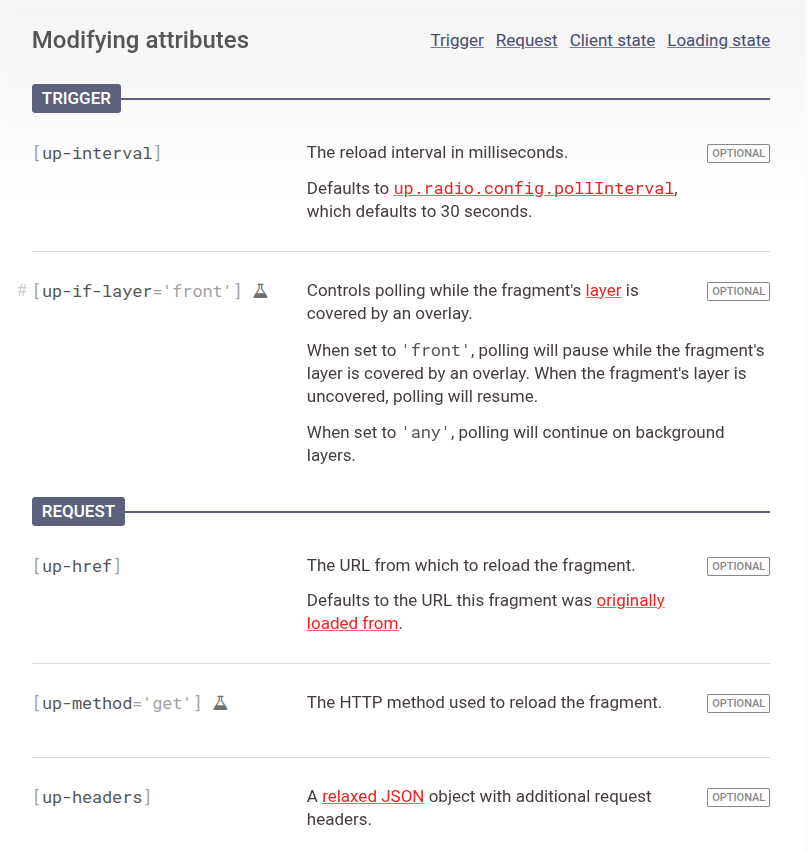 Modifying attributes
Trigger Request Client state Loading state
TRIGGER
[up-interval]
The reload interval in milliseconds.
OPTIONAL
Defaults to up.radio.config.pollInterval,
which defaults to 30 seconds.
# [up-if-layer='front']
Controls polling while the fragment's layer is
OPTIONAL
covered by an overlay.
When set to 'front', polling will pause while the fragment's
layer is covered by an overlay. When the fragment's layer is
uncovered, polling will resume.
When set to 'any', polling will continue on background
layers.
REQUEST
[up-href]
The URL from which to reload the fragment.
OPTIONAL
Defaults to the URL this fragment was originally
loaded from.
[up-method='get']
The HTTP method used to reload the fragment.
OPTIONAL
[up-headers]
A relaxed JSON object with additional request
OPTIONAL
headers.